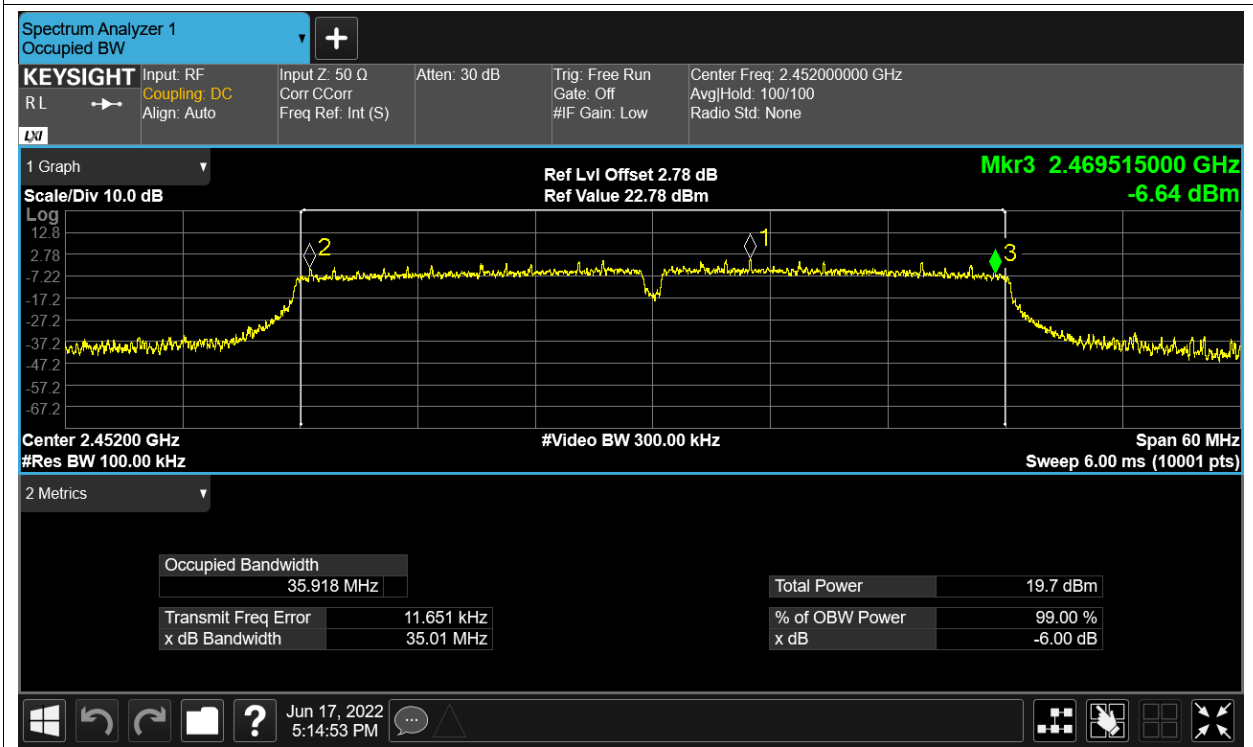 Spectrum Analyzer 1
Occupied BW
+
KEYSIGHT
R L
LXI
Input: RF
Coupling: DC
Align: Auto
Input Z: 50 Ω
Corr CCorr
Freq Ref: Int (S)
Atten: 30 dB
Trig: Free Run
Gate: Off
#IF Gain: Low
Center Freq: 2.452000000 GHz
Avg|Hold: 100/100
Radio Std: None
1 Graph
Scale/Div 10.0 dB
Ref Lvl Offset 2.78 dB
Ref Value 22.78 dBm
Mkr3 2.469515000 GHz
-6.64 dBm
Log
12.8
2.78
-7.22
-17.2
-27.2
-37.2
-47.2
-57.2
-67.2
2
1
3
Center 2.45200 GHz
#Res BW 100.00 kHz
#Video BW 300.00 kHz
Span 60 MHz
Sweep 6.00 ms (10001 pts)
2 Metrics
Occupied Bandwidth
35.918 MHz
Transmit Freq Error 11.651 kHz
x dB Bandwidth 35.01 MHz
Total Power 19.7 dBm
% of OBW Power 99.00 %
x dB -6.00 dB
?
Jun 17, 2022
5:14:53 PM